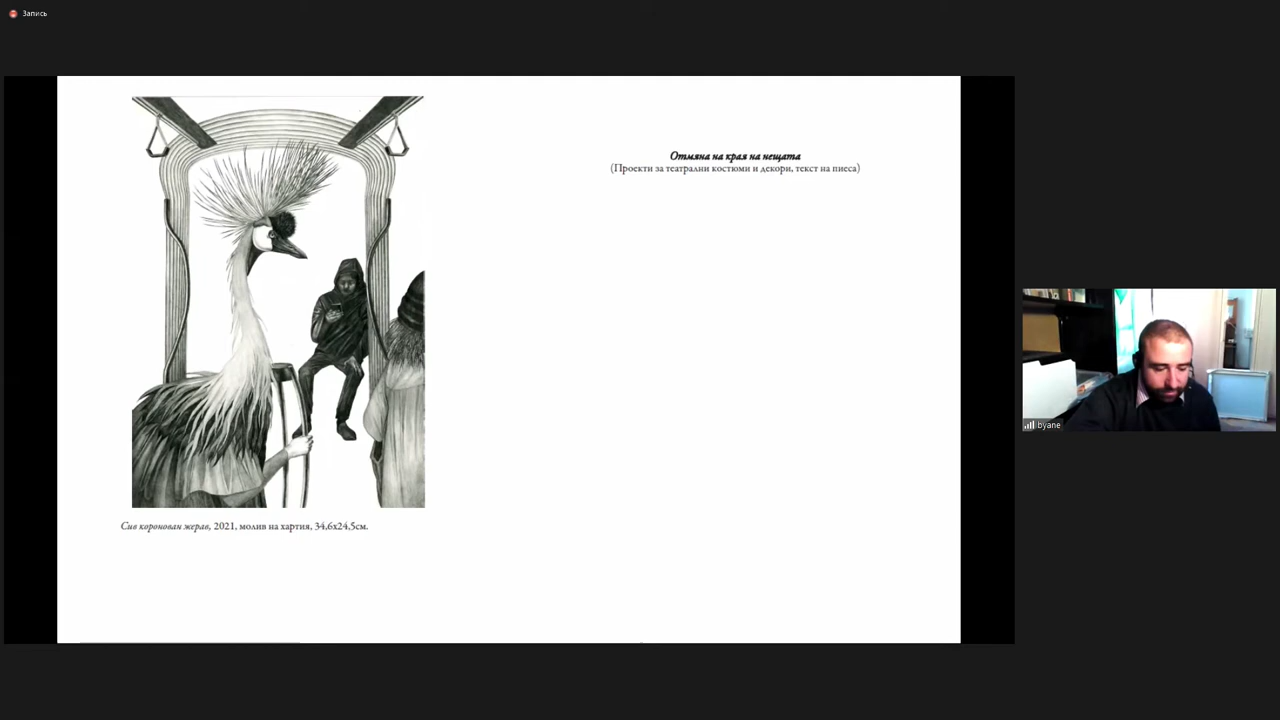 Запись
Отмяна на края на нещата
(Проекти за театрални костюми и декори, текст на пиеса)
byane
Сив коронован жерав, 2021, молив на хартия, 34,6х24,5см.